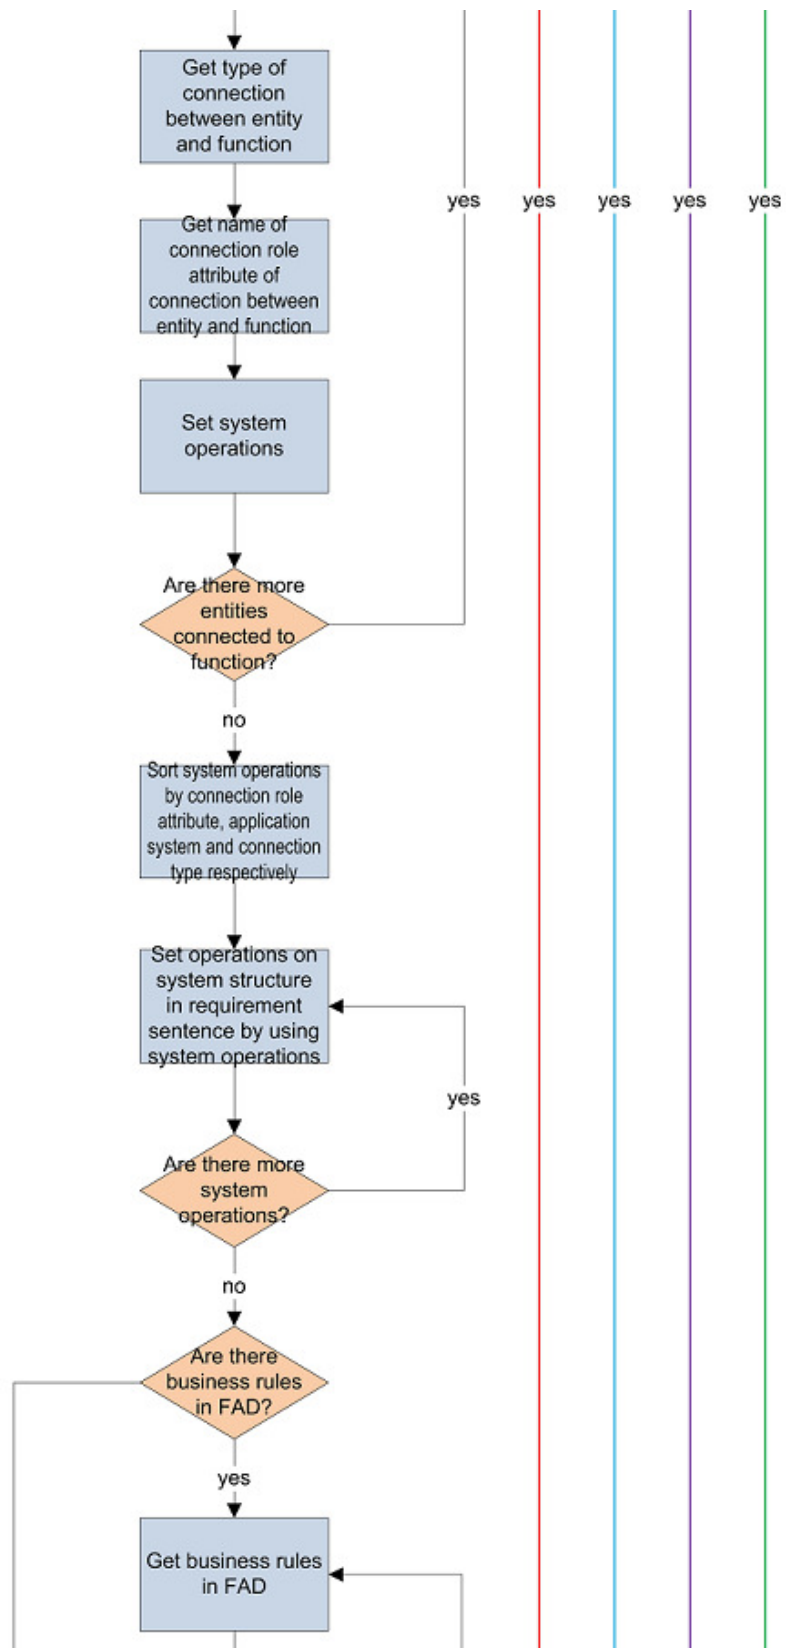 Get type of
connection
between entity
and function
yes
yes
yes
yes
yes
Get name of
connection role
attribute of
connection between
entity and function
Set system
operations
Are there more
entities
connected to
function?
no
Sort system operations
by connection role
attribute, application
system and connection
type respectively
Set operations on
system structure
in requirement
sentence by using
system operations
yes
Are there more
system
operations?
no
Are there
business rules
in FAD?
yes
Get business rules
in FAD